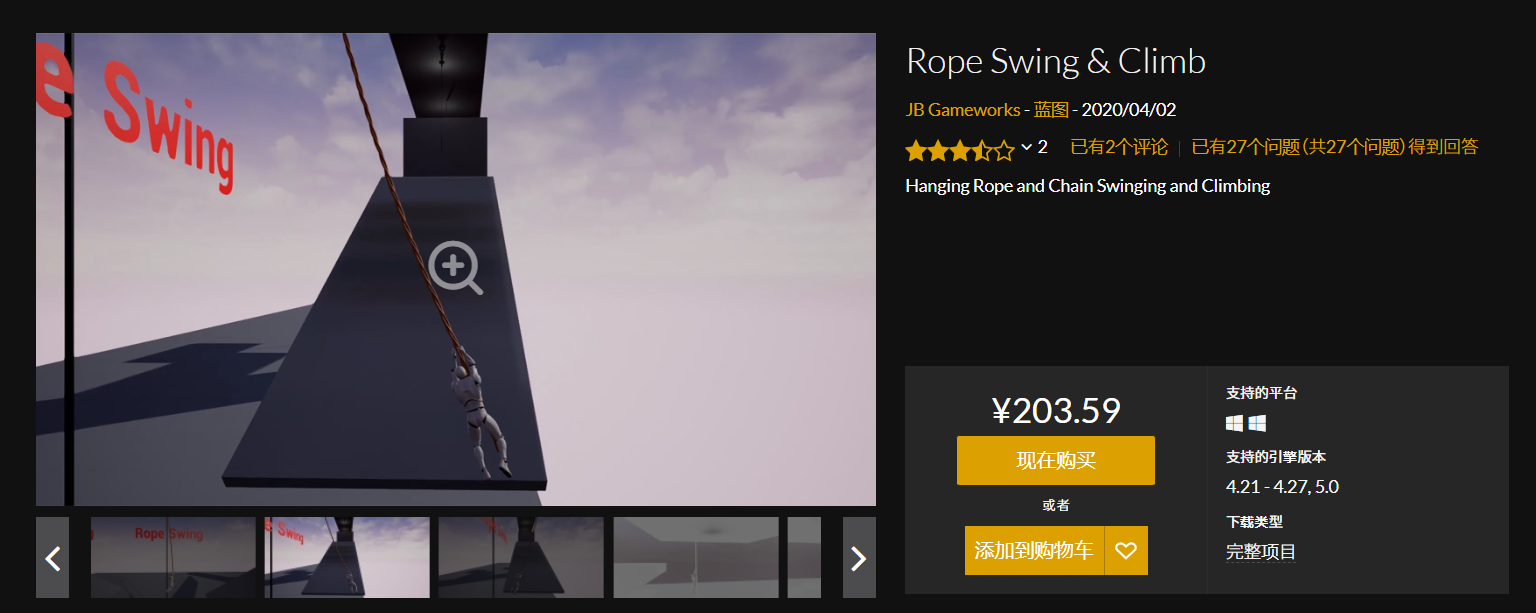 e Swing
Rope Swing
e Swing
Rope Swing & Climb
JB Gameworks - 蓝图 - 2020/04/02
2 已有2个评论 已有27个问题 (共27个问题) 得到回答
Hanging Rope and Chain Swinging and Climbing
¥203.59
现在购买
或者
添加到购物车
支持的平台
支持的引擎版本
4.21 - 4.27, 5.0
下载类型
完整项目